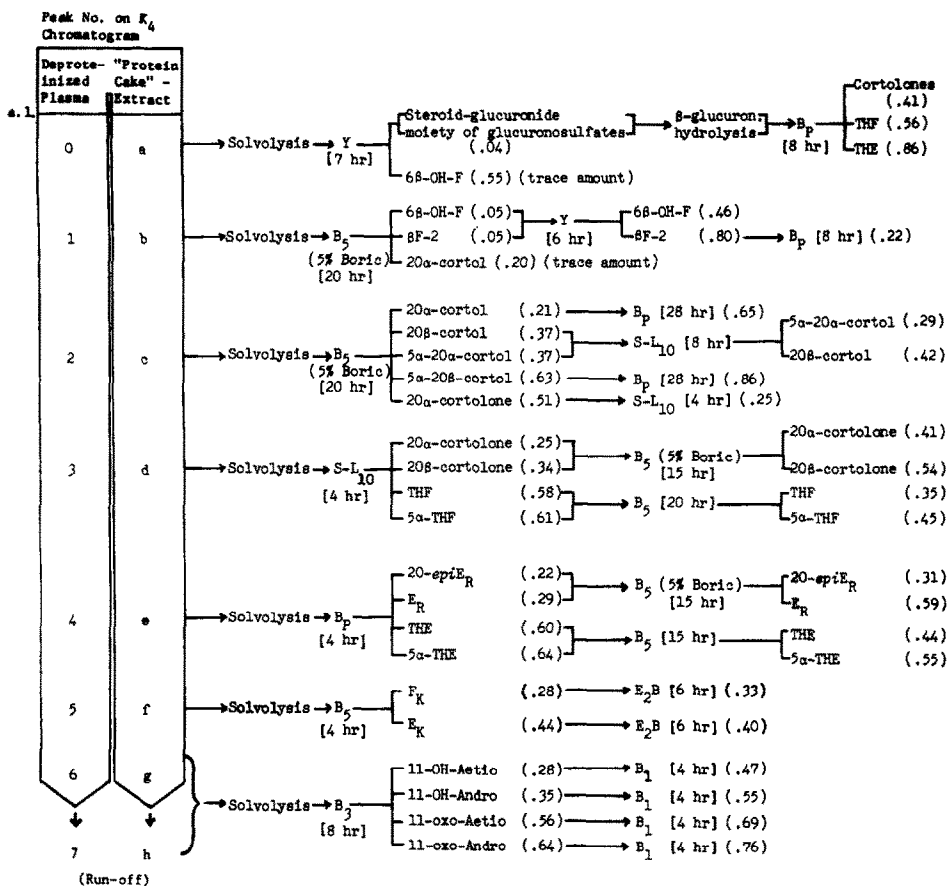 Peak No. on K4
Chromatogram
Deprote-inized Plasma
"Protein Cake" - Extract
s.l.
0 a
Solvolysis → Y [7 hr]
Steroid-glucuronide moiety of glucuronosulfates (.04)
β-glucuron. hydrolysis
Bp [8 hr]
Cortolones (.41)
THF (.56)
THE (.86)
6β-OH-F (.55) (trace amount)
1 b
Solvolysis → B5 (5% Boric) [20 hr]
6β-OH-F (.05)
βF-2 (.05)
Y [6 hr]
6β-OH-F (.46)
βF-2 (.80) → Bp [8 hr] (.22)
20α-cortol (.20) (trace amount)
2 c
Solvolysis → B5 (5% Boric) [20 hr]
20α-cortol (.21) → Bp [28 hr] (.65)
20β-cortol (.37)
5α-20α-cortol (.37)
S-L10 [8 hr]
5α-20α-cortol (.29)
20β-cortol (.42)
5α-20β-cortol (.63) → Bp [28 hr] (.86)
20α-cortolone (.51) → S-L10 [4 hr] (.25)
3 d
Solvolysis → S-L10 [4 hr]
20α-cortolone (.25)
20β-cortolone (.34)
B5 (5% Boric) [15 hr]
20α-cortolone (.41)
20β-cortolone (.54)
THF (.58)
5α-THF (.61)
B5 [20 hr]
THF (.35)
5α-THF (.45)
4 e
Solvolysis → Bp [4 hr]
20-epiER (.22)
ER (.29)
B5 (5% Boric) [15 hr]
20-epiER (.31)
ER (.59)
THE (.60)
5α-THE (.64)
B5 [15 hr]
THE (.44)
5α-THE (.55)
5 f
Solvolysis → B5 [4 hr]
FK (.28) → E2B [6 hr] (.33)
EK (.44) → E2B [6 hr] (.40)
6 g
7 h
(Run-off)
Solvolysis → B3 [8 hr]
11-OH-Aetio (.28) → B1 [4 hr] (.47)
11-OH-Andro (.35) → B1 [4 hr] (.55)
11-oxo-Aetio (.56) → B1 [4 hr] (.69)
11-oxo-Andro (.64) → B1 [4 hr] (.76)